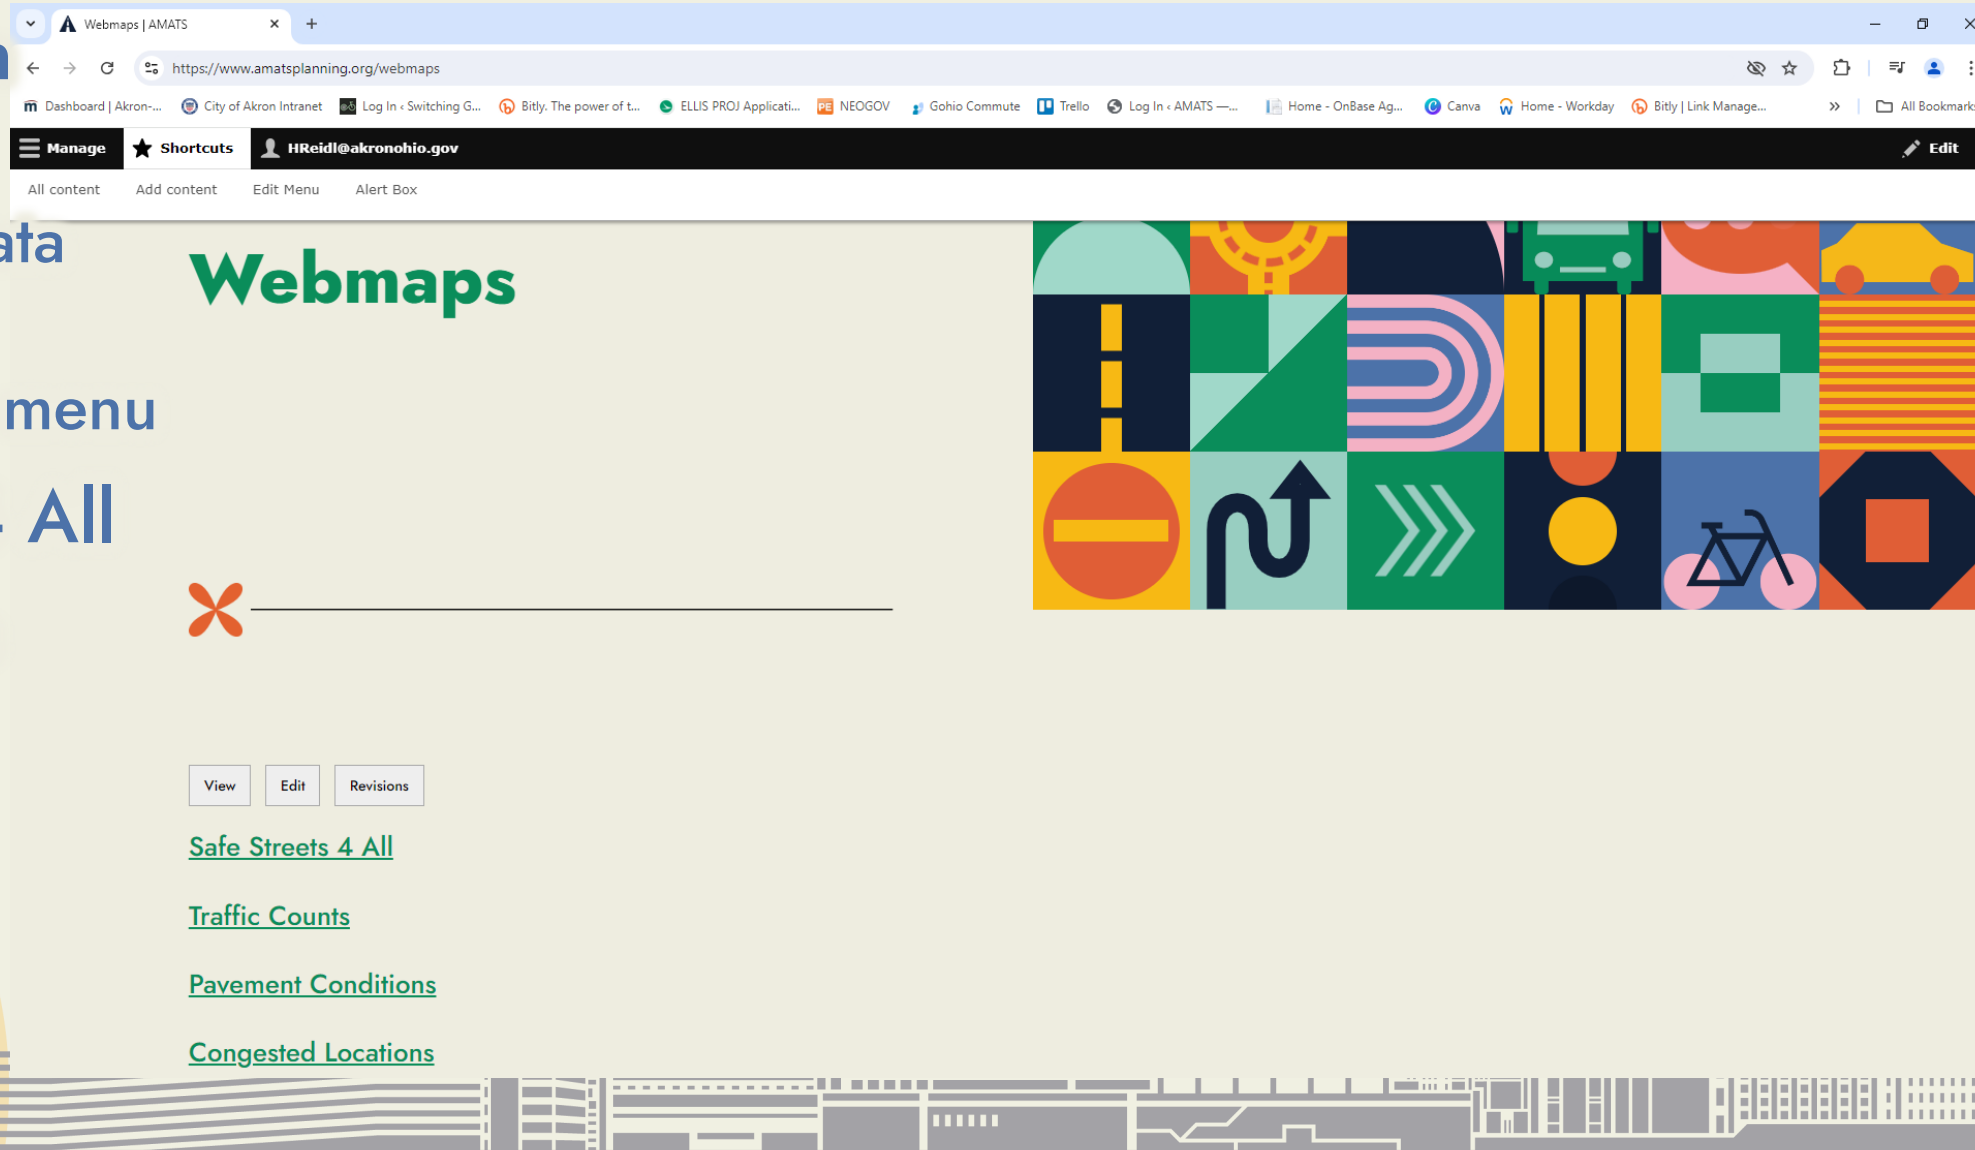 Webmaps | AMATS
https://www.amatsplanning.org/webmaps
Dashboard | Akron-... City of Akron Intranet Log In ‹ Switching G... Bitly. The power of t... ELLIS PROJ Applicati... NEOGOV Gohio Commute Trello Log In ‹ AMATS —... Home - OnBase Ag... Canva Home - Workday Bitly | Link Manage... » All Bookmarks
Manage Shortcuts HReidl@akronohio.gov Edit
All content Add content Edit Menu Alert Box
ata
Webmaps
menu
All
View Edit Revisions
Safe Streets 4 All
Traffic Counts
Pavement Conditions
Congested Locations